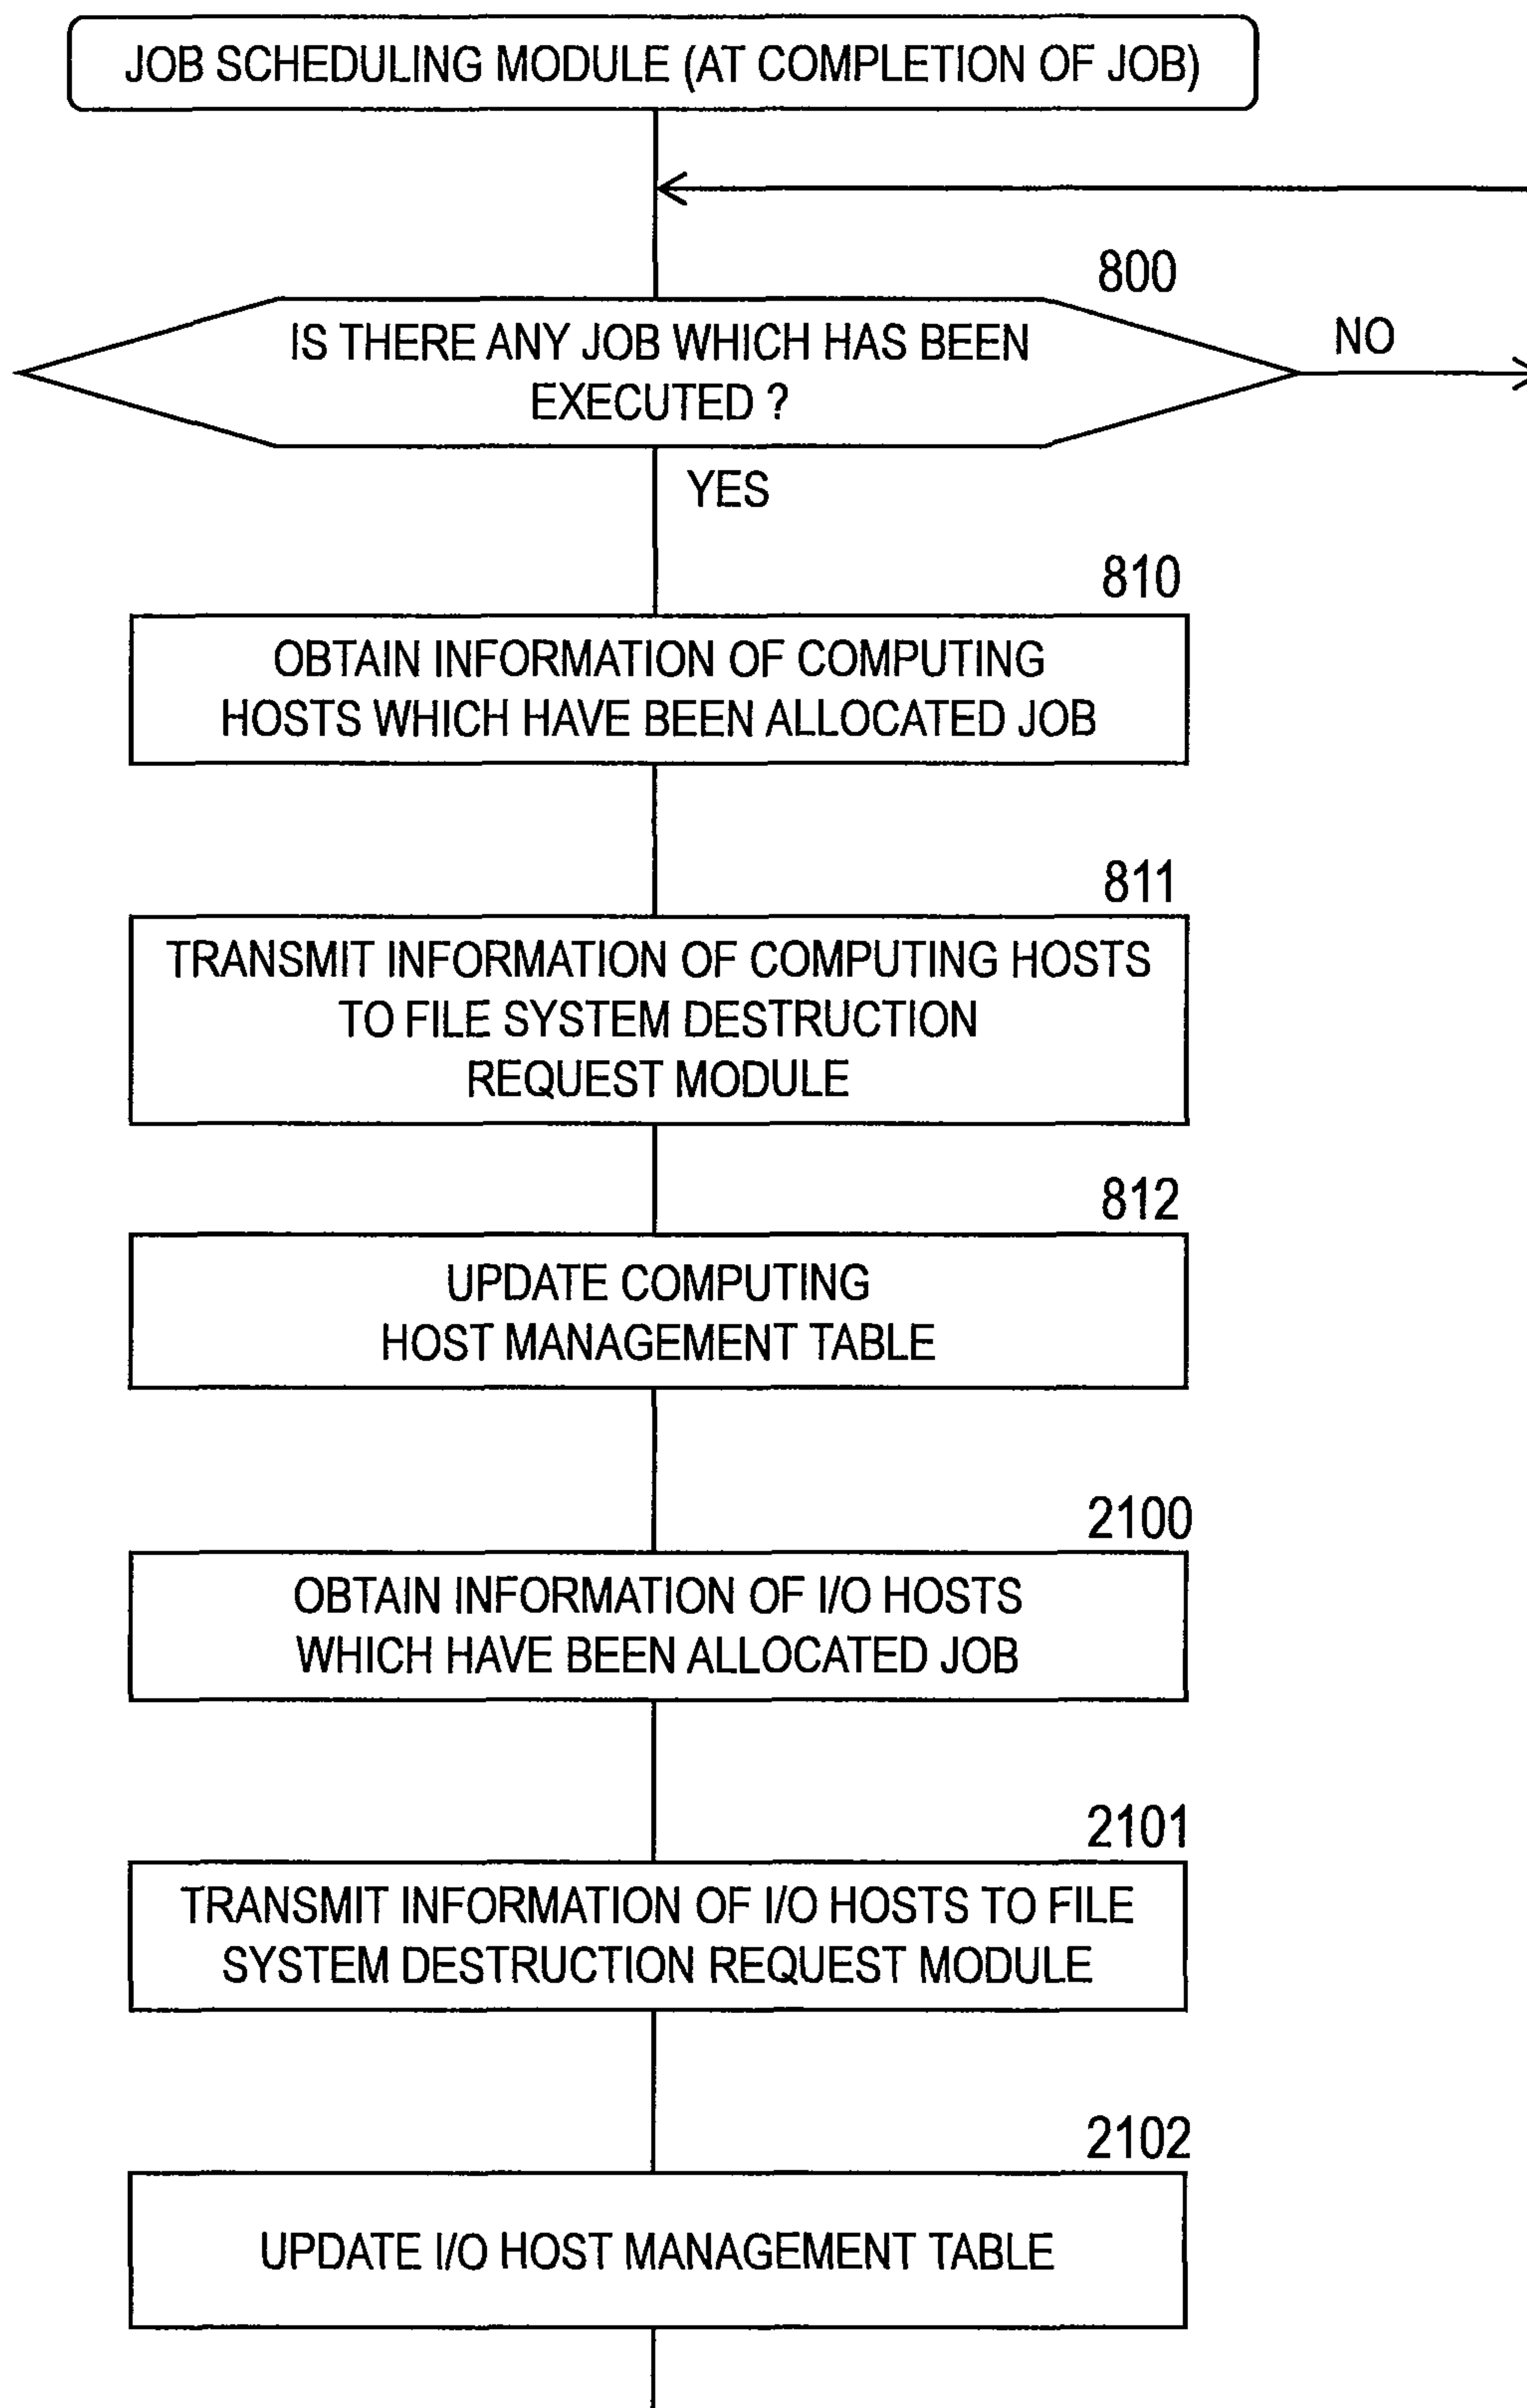 JOB SCHEDULING MODULE (AT COMPLETION OF JOB)
800
IS THERE ANY JOB WHICH HAS BEEN
EXECUTED ?
NO
YES
810
OBTAIN INFORMATION OF COMPUTING
HOSTS WHICH HAVE BEEN ALLOCATED JOB
811
TRANSMIT INFORMATION OF COMPUTING HOSTS
TO FILE SYSTEM DESTRUCTION
REQUEST MODULE
812
UPDATE COMPUTING
HOST MANAGEMENT TABLE
2100
OBTAIN INFORMATION OF I/O HOSTS
WHICH HAVE BEEN ALLOCATED JOB
2101
TRANSMIT INFORMATION OF I/O HOSTS TO FILE
SYSTEM DESTRUCTION REQUEST MODULE
2102
UPDATE I/O HOST MANAGEMENT TABLE